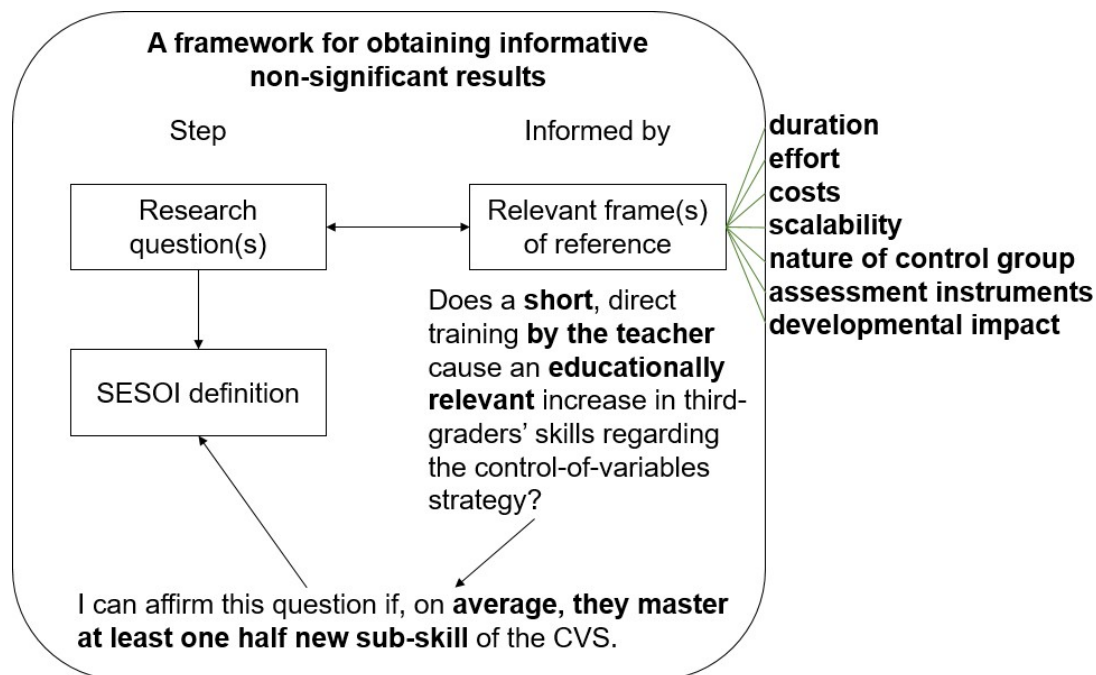 A framework for obtaining informative
non-significant results
Step
Informed by
Research
question(s)
Relevant frame(s)
of reference
duration
effort
costs
scalability
nature of control group
assessment instruments
developmental impact
SESOI definition
Does a short, direct
training by the teacher
cause an educationally
relevant increase in third-
graders’ skills regarding
the control-of-variables
strategy?
I can affirm this question if, on average, they master
at least one half new sub-skill of the CVS.